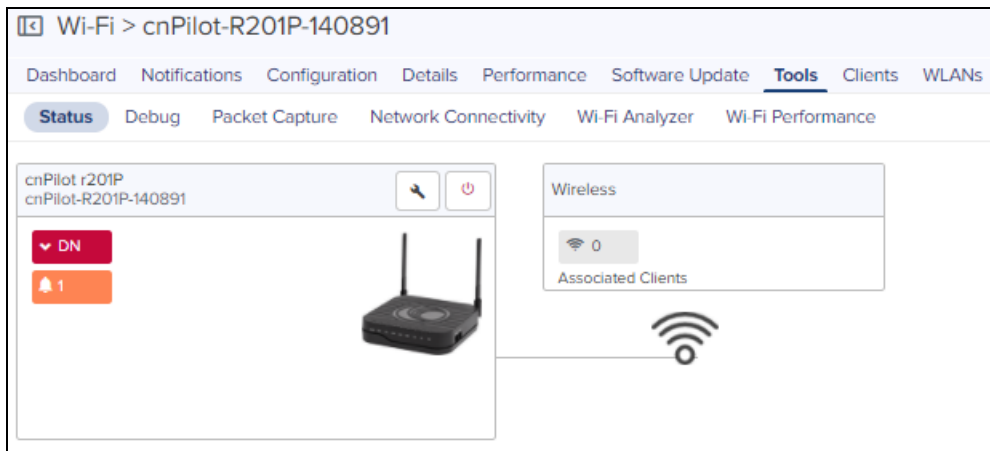 Wi-Fi > cnPilot-R201P-140891
Dashboard Notifications Configuration Details Performance Software Update Tools Clients WLANs
Status Debug Packet Capture Network Connectivity Wi-Fi Analyzer Wi-Fi Performance
cnPilot r201P
cnPilot-R201P-140891
DN
1
Wireless
0
Associated Clients